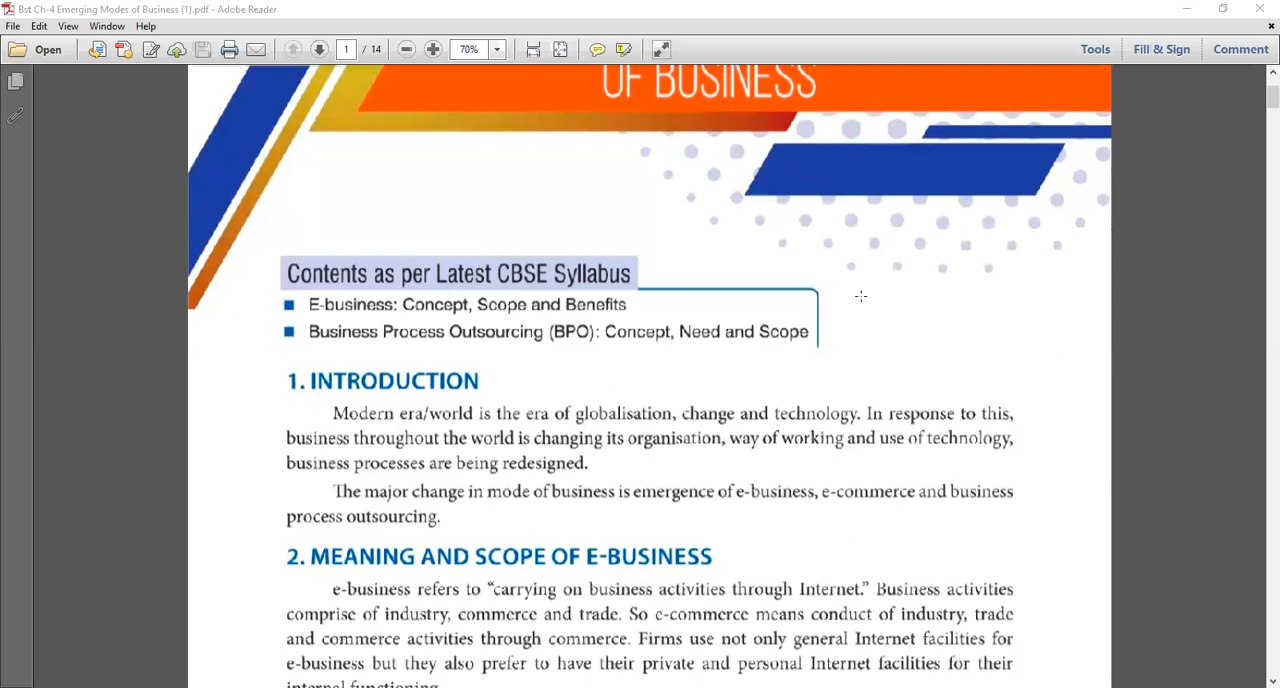 Bst Ch-4 Emerging Modes of Business (1).pdf - Adobe Reader
File Edit View Window Help
Open 1 / 14 70% Tools Fill & Sign Comment
OF BUSINESS
Contents as per Latest CBSE Syllabus
E-business: Concept, Scope and Benefits
Business Process Outsourcing (BPO): Concept, Need and Scope
1. INTRODUCTION
Modern era/world is the era of globalisation, change and technology. In response to this,
business throughout the world is changing its organisation, way of working and use of technology,
business processes are being redesigned.
The major change in mode of business is emergence of e-business, e-commerce and business
process outsourcing.
2. MEANING AND SCOPE OF E-BUSINESS
e-business refers to “carrying on business activities through Internet.” Business activities
comprise of industry, commerce and trade. So e-commerce means conduct of industry, trade
and commerce activities through commerce. Firms use not only general Internet facilities for
e-business but they also prefer to have their private and personal Internet facilities for their
internal functioning.